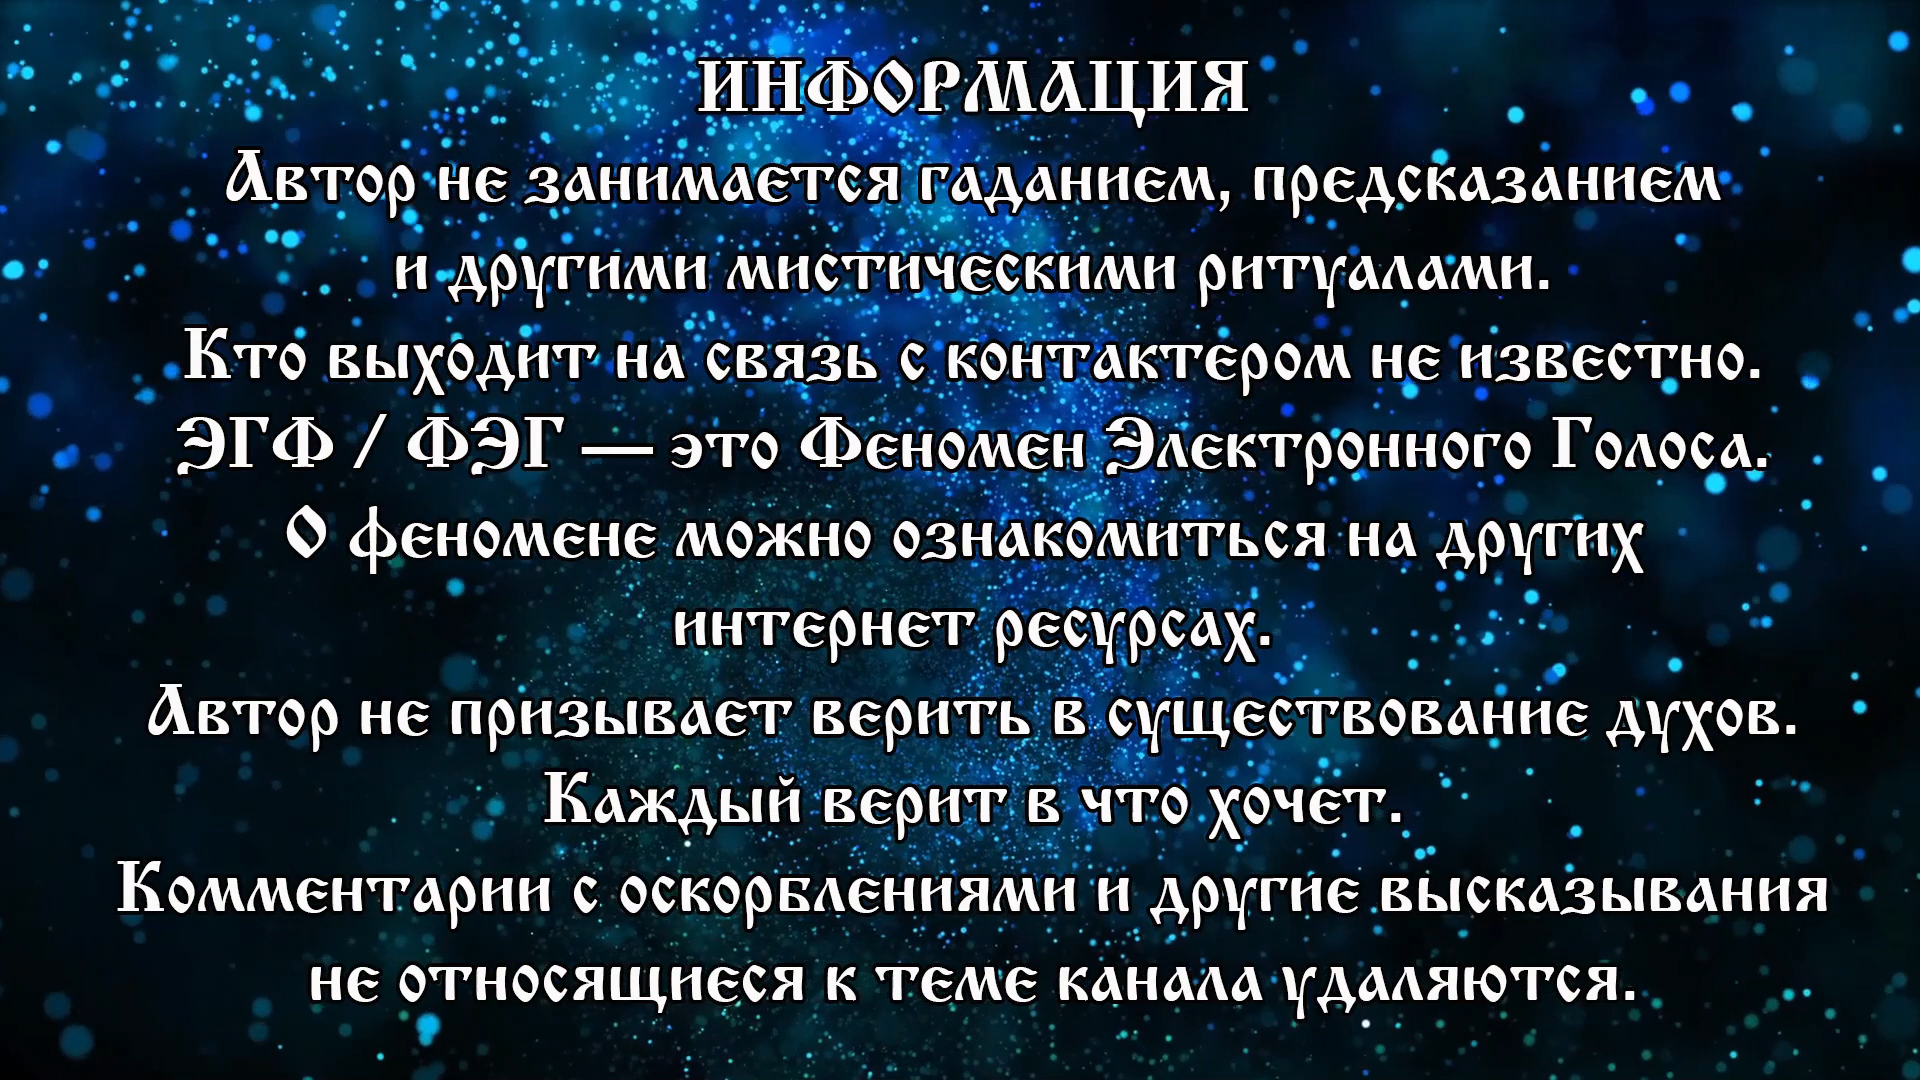 ИНФОРМАЦИЯ
Автор не занимается гаданием, предсказанием
и другими мистическими ритуалами.
Кто выходит на связь с контактером не известно.
ЭГФ / ФЭГ — это Феномен Электронного Голоса.
О феномене можно ознакомиться на других
интернет ресурсах.
Автор не призывает верить в существование духов.
Каждый верит в что хочет.
Комментарии с оскорблениями и другие высказывания
не относящиеся к теме канала удаляются.